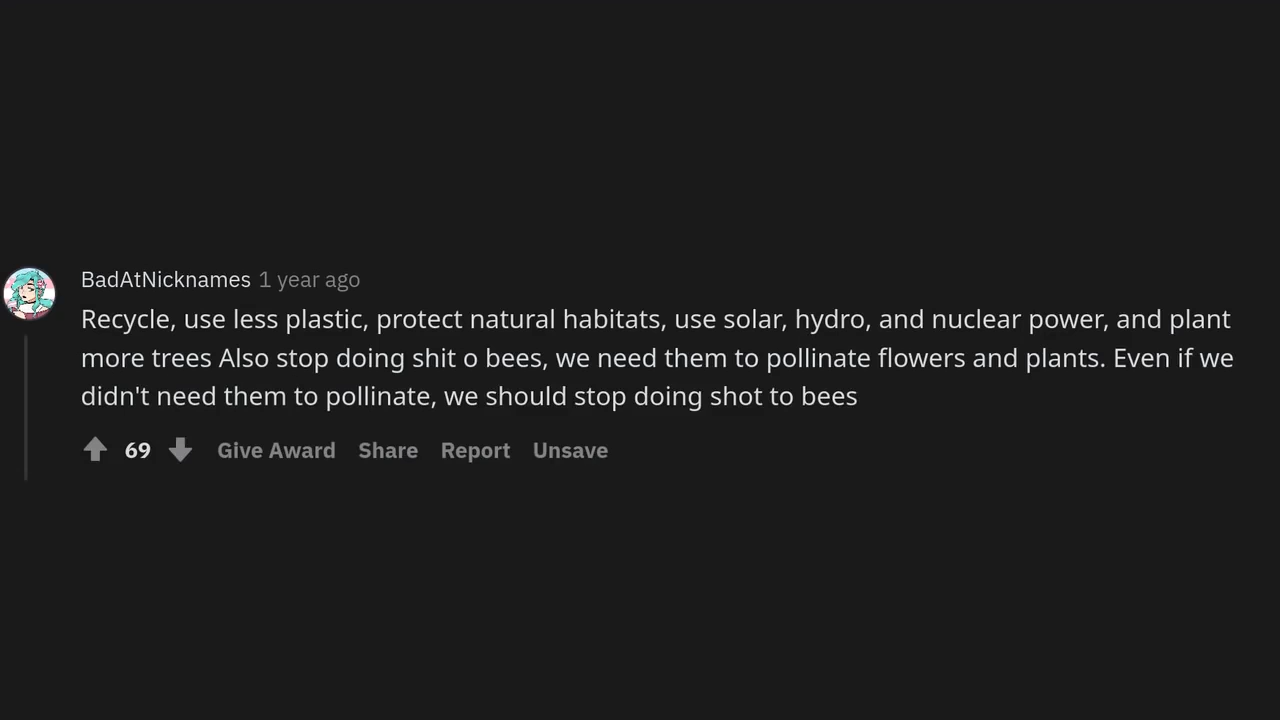 BadAtNicknames 1 year ago
Recycle, use less plastic, protect natural habitats, use solar, hydro, and nuclear power, and plant
more trees Also stop doing shit o bees, we need them to pollinate flowers and plants. Even if we
didn't need them to pollinate, we should stop doing shot to bees
69 Give Award Share Report Unsave